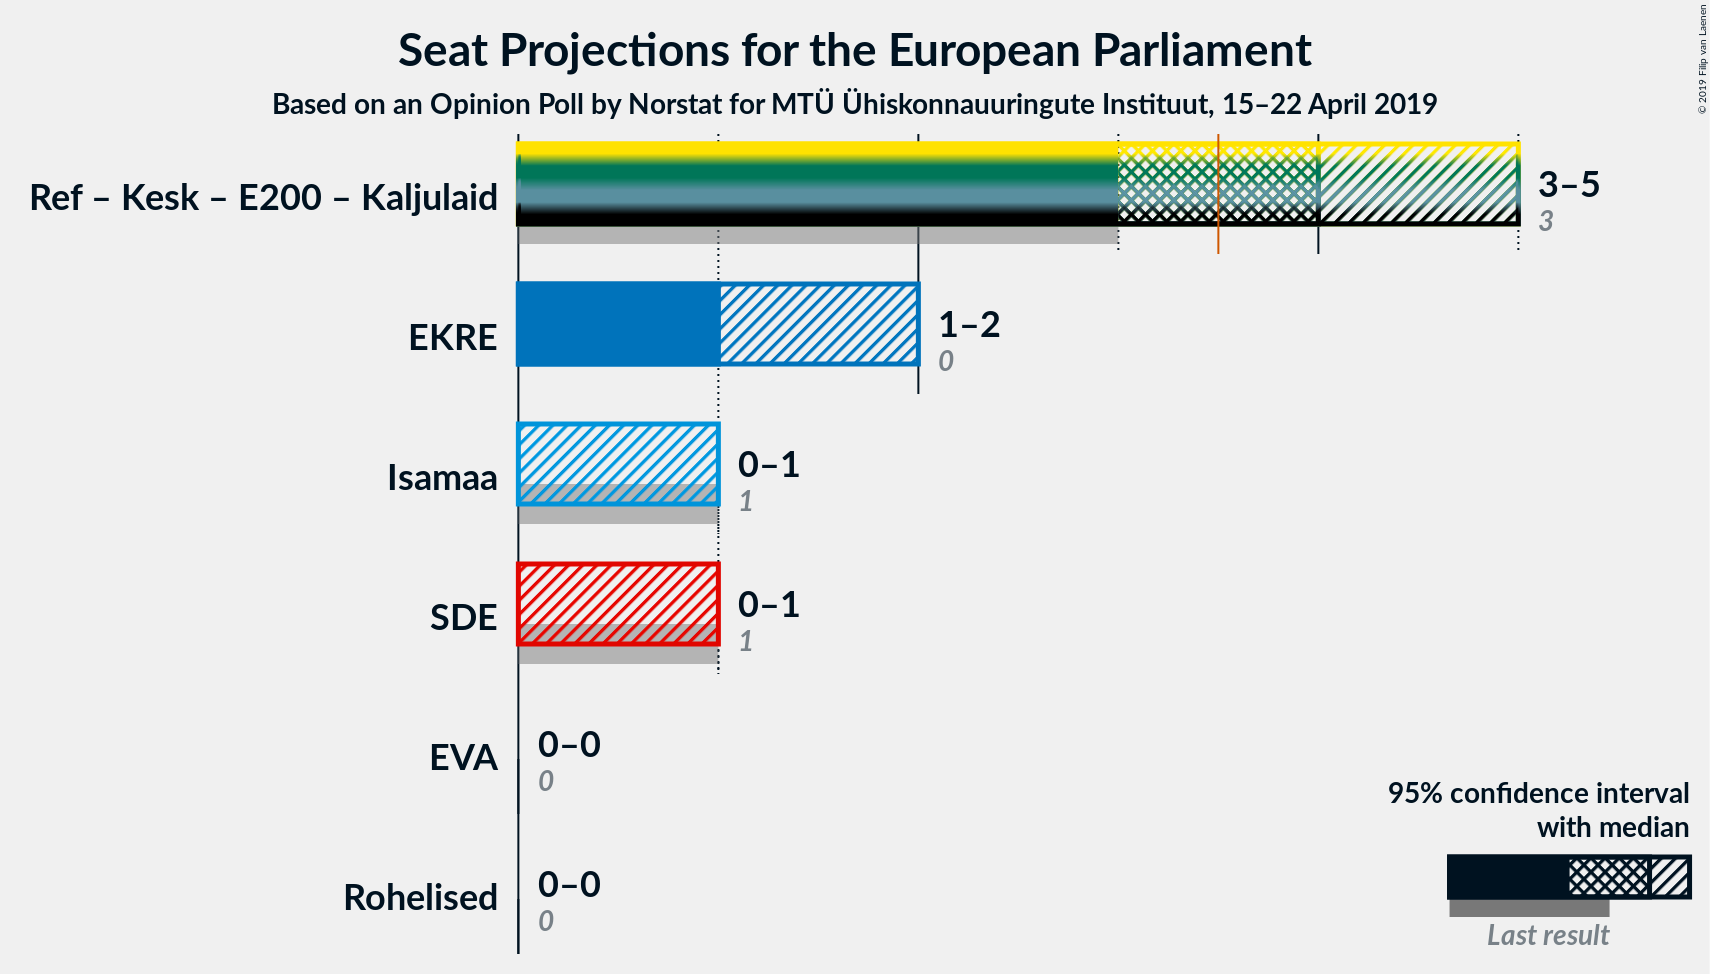 Seat Projections for the European Parliament
Based on an Opinion Poll by Norstat for MTÜ Ühiskonnauuringute Instituut, 15–22 April 2019
© 2019 Filip van Laenen
Ref – Kesk – E200 – Kaljulaid
3–5
3
EKRE
1–2
0
Isamaa
0–1
1
SDE
0–1
1
EVA
0–0
0
Rohelised
0–0
0
95% confidence interval
with median
Last result